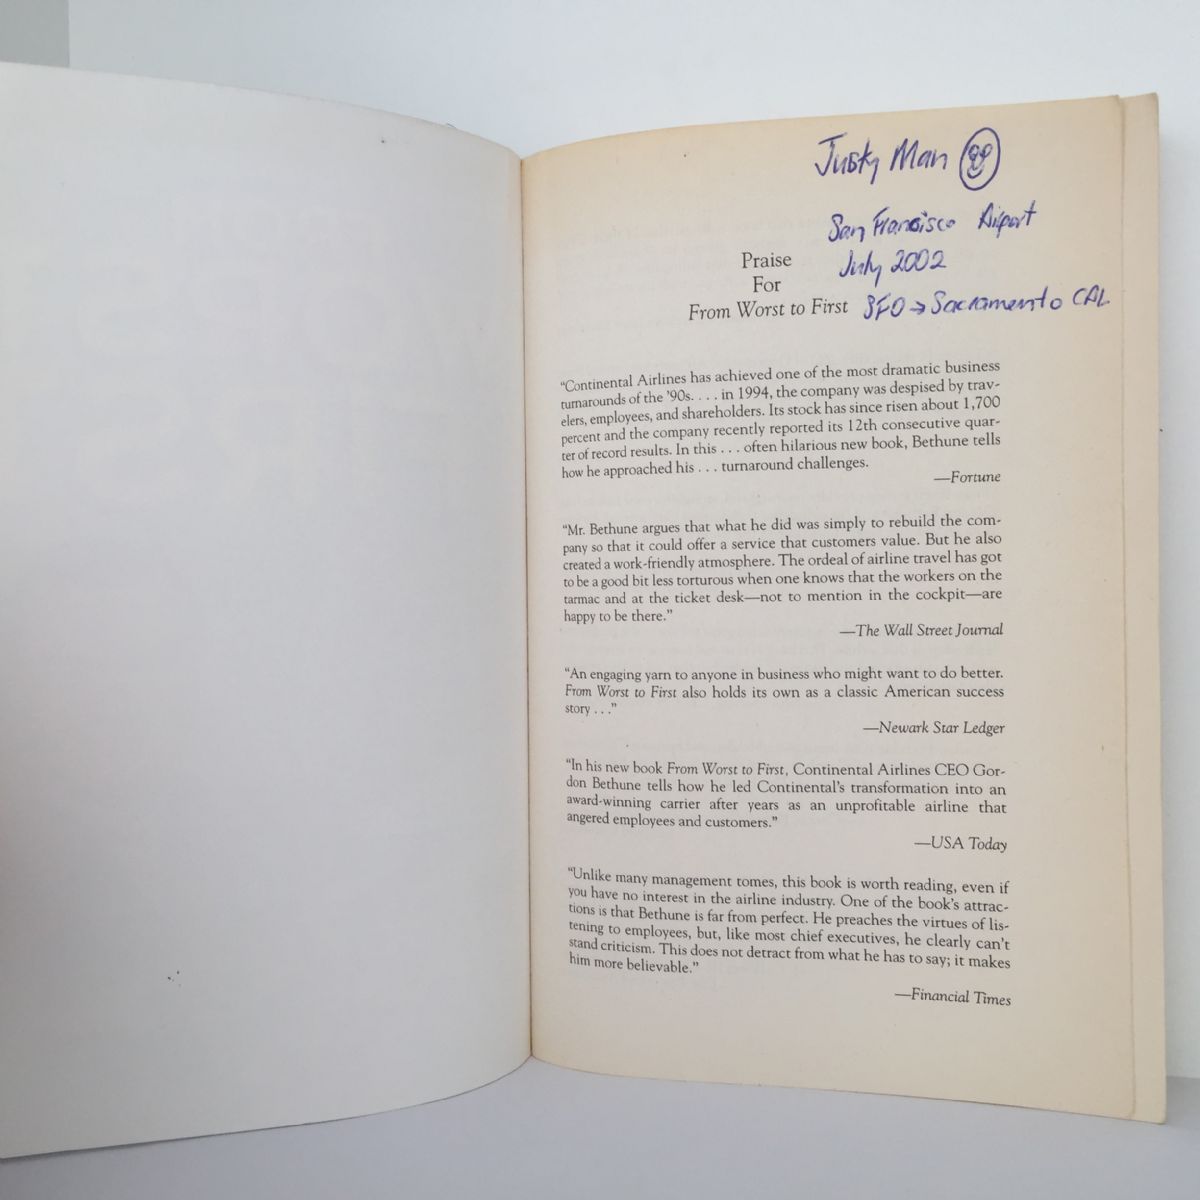 Justy Man
San Francisco Airport
July 2002
SFO → Sacramento CAL
Praise
For
From Worst to First
“Continental Airlines has achieved one of the most dramatic business
turnarounds of the ’90s. . . . in 1994, the company was despised by trav-
elers, employees, and shareholders. Its stock has since risen about 1,700
percent and the company recently reported its 12th consecutive quar-
ter of record results. In this . . . often hilarious new book, Bethune tells
how he approached his . . . turnaround challenges.
—Fortune
“Mr. Bethune argues that what he did was simply to rebuild the com-
pany so that it could offer a service that customers value. But he also
created a work-friendly atmosphere. The ordeal of airline travel has got
to be a good bit less torturous when one knows that the workers on the
tarmac and at the ticket desk—not to mention in the cockpit—are
happy to be there.”
—The Wall Street Journal
“An engaging yarn to anyone in business who might want to do better.
From Worst to First also holds its own as a classic American success
story . . .”
—Newark Star Ledger
“In his new book From Worst to First, Continental Airlines CEO Gor-
don Bethune tells how he led Continental’s transformation into an
award-winning carrier after years as an unprofitable airline that
angered employees and customers.”
—USA Today
“Unlike many management tomes, this book is worth reading, even if
you have no interest in the airline industry. One of the book’s attrac-
tions is that Bethune is far from perfect. He preaches the virtues of lis-
tening to employees, but, like most chief executives, he clearly can’t
stand criticism. This does not detract from what he has to say; it makes
him more believable.”
—Financial Times